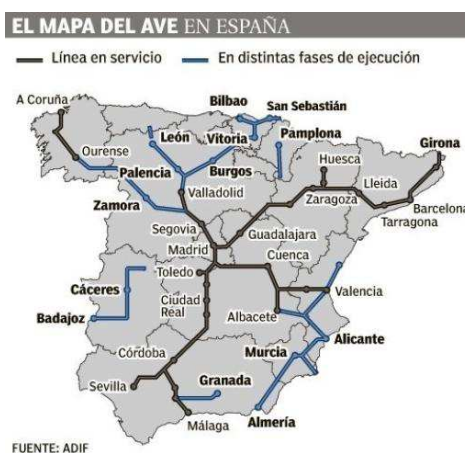 EL MAPA DEL AVE EN ESPAÑA
Línea en servicio
En distintas fases de ejecución
A Coruña
Bilbao
San Sebastián
León
Vitoria
Pamplona
Ourense
Girona
Palencia
Burgos
Huesca
Valladolid
Lleida
Zamora
Zaragoza
Barcelona
Segovia
Guadalajara
Tarragona
Madrid
Toledo
Cuenca
Cáceres
Ciudad
Real
Valencia
Badajoz
Albacete
Alicante
Córdoba
Murcia
Sevilla
Granada
Málaga
Almería
FUENTE: ADIF